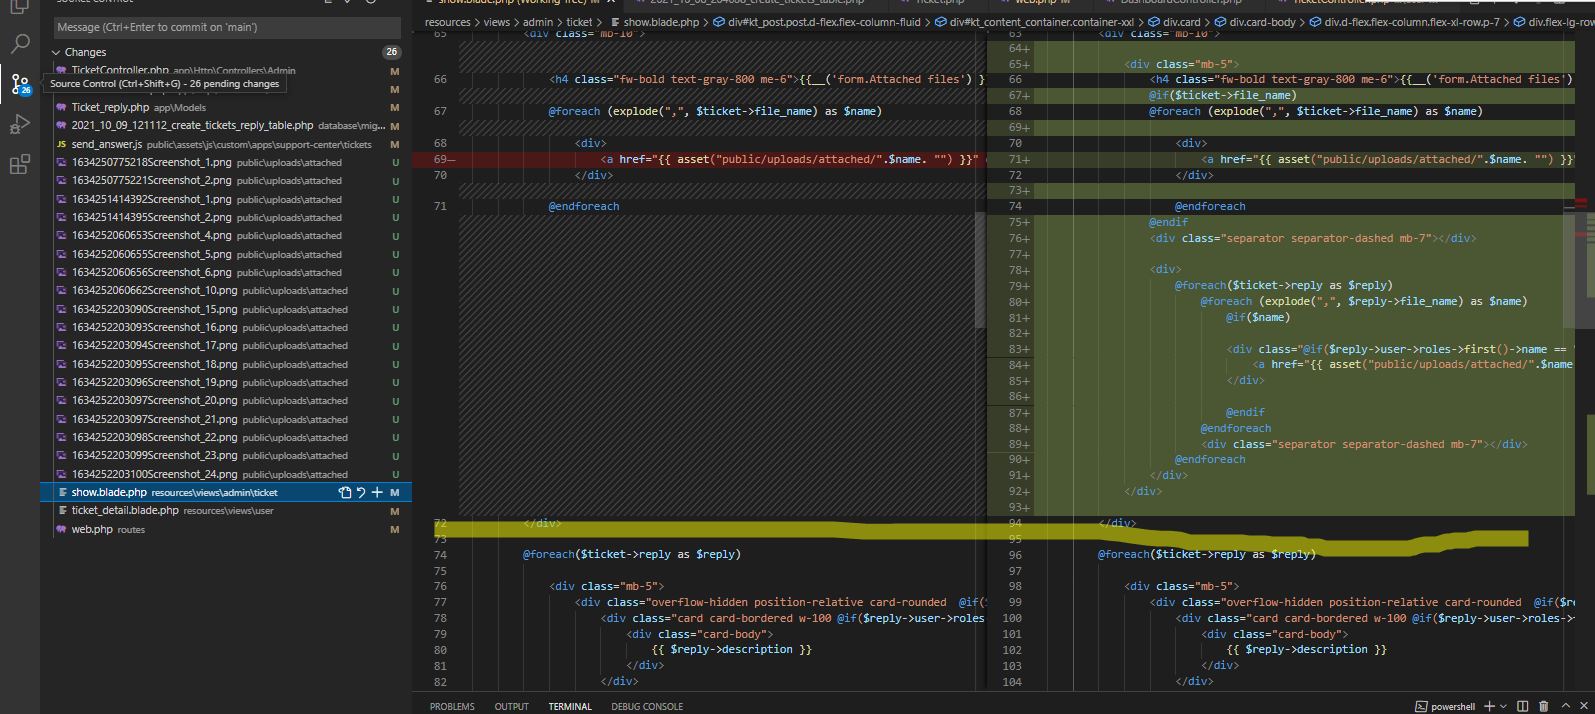 Message (Ctrl+Enter to commit on 'main')
Changes 26
TicketController.php app\Http\Controllers\Admin M
Source Control (Ctrl+Shift+G) - 26 pending changes M
26
Ticket_reply.php app\Models M
2021_10_09_121112_create_tickets_reply_table.php database\mig... M
JS send_answer.js public\assets\js\custom\apps\support-center\tickets M
1634250775218Screenshot_1.png public\uploads\attached U
1634250775221Screenshot_2.png public\uploads\attached U
1634251414392Screenshot_1.png public\uploads\attached U
1634251414395Screenshot_2.png public\uploads\attached U
1634252060653Screenshot_4.png public\uploads\attached U
1634252060655Screenshot_5.png public\uploads\attached U
1634252060656Screenshot_6.png public\uploads\attached U
1634252060662Screenshot_10.png public\uploads\attached U
1634252203090Screenshot_15.png public\uploads\attached U
1634252203093Screenshot_16.png public\uploads\attached U
1634252203094Screenshot_17.png public\uploads\attached U
1634252203095Screenshot_18.png public\uploads\attached U
1634252203096Screenshot_19.png public\uploads\attached U
1634252203097Screenshot_20.png public\uploads\attached U
1634252203097Screenshot_21.png public\uploads\attached U
1634252203098Screenshot_22.png public\uploads\attached U
1634252203099Screenshot_23.png public\uploads\attached U
1634252203100Screenshot_24.png public\uploads\attached U
show.blade.php resources\views\admin\ticket M
ticket_detail.blade.php resources\views\user M
web.php routes M
resources > views > admin > ticket > show.blade.php > div#kt_post.post.d-flex.flex-column-fluid > div#kt_content_container.container-xxl > div.card > div.card-body > div.d-flex.flex-column.flex-xl-row.p-7 > div.flex-lg-row
65 <div class="mb-10">
66 <h4 class="fw-bold text-gray-800 me-6">{{__('form.Attached files') }
67 @foreach (explode(",", $ticket->file_name) as $name)
68 <div>
69— <a href="{{ asset("public/uploads/attached/".$name. "") }}"
70 </div>
71 @endforeach
72 </div>
73
74 @foreach($ticket->reply as $reply)
75
76 <div class="mb-5">
77 <div class="overflow-hidden position-relative card-rounded @if($
78 <div class="card card-bordered w-100 @if($reply->user->roles
79 <div class="card-body">
80 {{ $reply->description }}
81 </div>
82 </div>
63 <div class="mb-10">
64+
65+ <div class="mb-5">
66 <h4 class="fw-bold text-gray-800 me-6">{{__('form.Attached files')
67+ @if($ticket->file_name)
68 @foreach (explode(",", $ticket->file_name) as $name)
69+
70 <div>
71+ <a href="{{ asset("public/uploads/attached/".$name. "") }}
72 </div>
73+
74 @endforeach
75+ @endif
76+ <div class="separator separator-dashed mb-7"></div>
77+
78+ <div>
79+ @foreach($ticket->reply as $reply)
80+ @foreach (explode(",", $reply->file_name) as $name)
81+ @if($name)
82+
83+ <div class="@if($reply->user->roles->first()->name ==
84+ <a href="{{ asset("public/uploads/attached/".$name
85+ </div>
86+
87+ @endif
88+ @endforeach
89+ <div class="separator separator-dashed mb-7"></div>
90+ @endforeach
91+ </div>
92+ </div>
93+
94 </div>
95
96 @foreach($ticket->reply as $reply)
97
98 <div class="mb-5">
99 <div class="overflow-hidden position-relative card-rounded @if($re
100 <div class="card card-bordered w-100 @if($reply->user->roles->
101 <div class="card-body">
102 {{ $reply->description }}
103 </div>
104 </div>
PROBLEMS OUTPUT TERMINAL DEBUG CONSOLE powershell